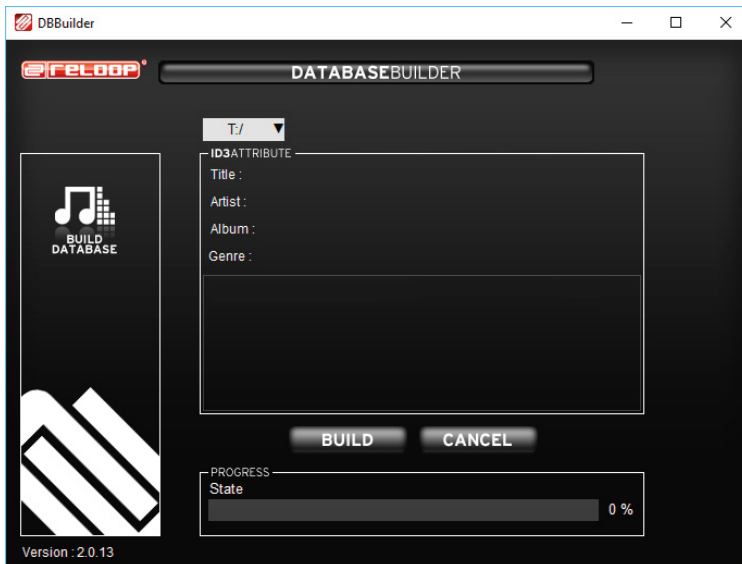 DBBuilder
reloop®
DATABASEBUILDER
T:/
ID3ATTRIBUTE
Title :
Artist :
Album :
Genre :
BUILD
DATABASE
BUILD
CANCEL
PROGRESS
State
0 %
Version : 2.0.13